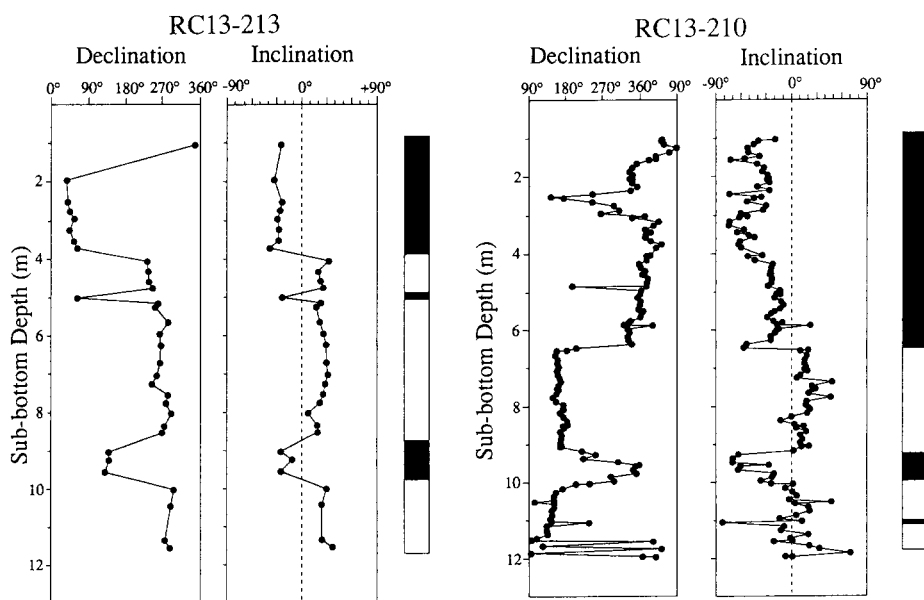 RC13-213
Declination Inclination
0° 90° 180° 270° 36° -90° 0° +90°
Sub-bottom Depth (m)
2
4
6
8
10
12
RC13-210
Declination Inclination
90° 180° 270° 360° 90° -90° 0° 90°
Sub-bottom Depth (m)
2
4
6
8
10
12